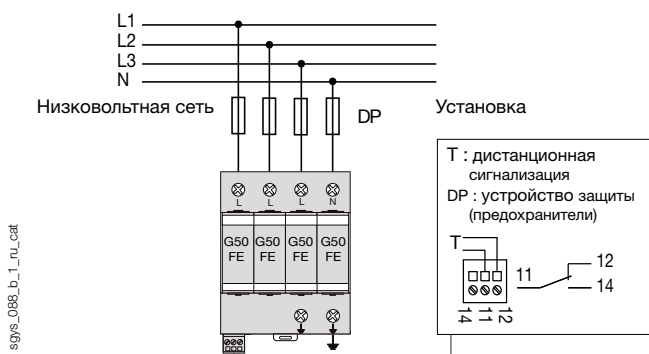 L1
L2
L3
N
Низковольтная сеть
DP
Установка
L L L N
G50 FE G50 FE G50 FE G50 FE
T : дистанционная
сигнализация
DP : устройство защиты
(предохранители)
T
11
12
14
14 11 12
sgys_088_b_1_ru_cat